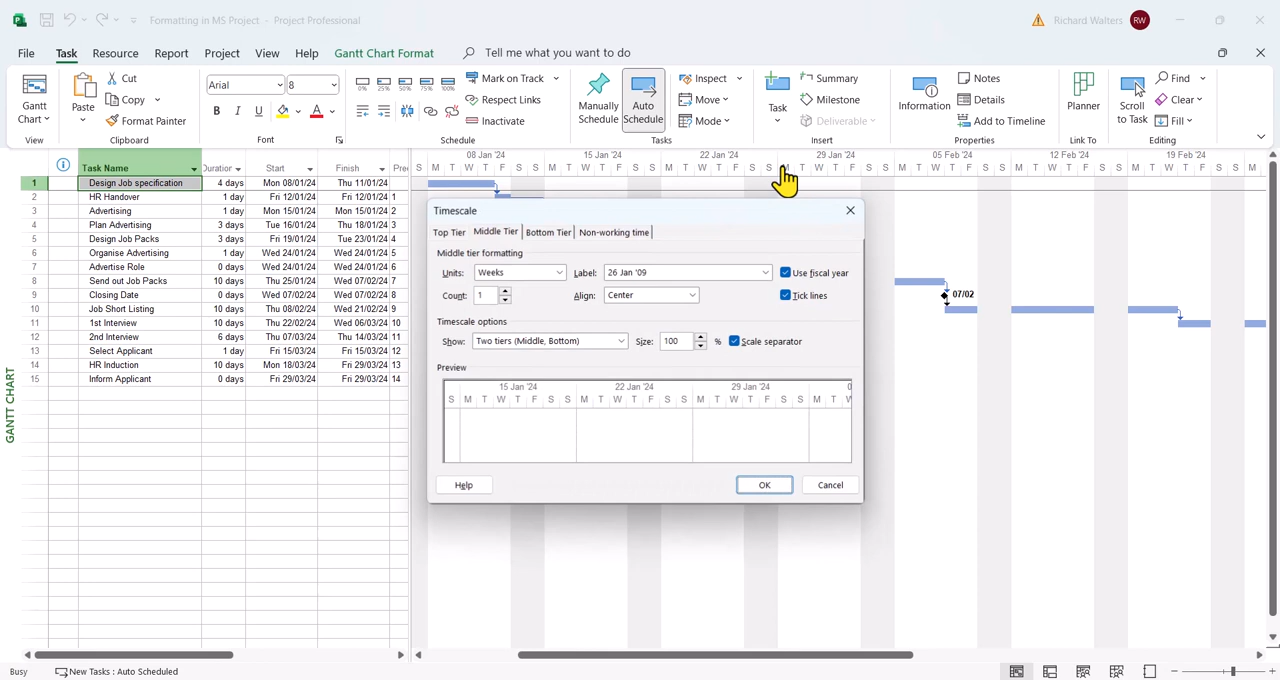 Formatting in MS Project - Project Professional
Richard Walters RW
File Task Resource Report Project View Help Gantt Chart Format Tell me what you want to do
Gantt Chart
View
Paste
Cut
Copy
Format Painter
Clipboard
Arial 8
B I U A
Font
0% 25% 50% 75% 100%
Mark on Track
Respect Links
Inactivate
Schedule
Manually Schedule
Auto Schedule
Inspect
Move
Mode
Tasks
Task
Summary
Milestone
Deliverable
Insert
Information
Notes
Details
Add to Timeline
Properties
Planner
Link To
Scroll to Task
Find
Clear
Fill
Editing
Task Name Duration Start Finish Pre
08 Jan '24 15 Jan '24 22 Jan '24 29 Jan '24 05 Feb '24 12 Feb '24 19 Feb '24
S M T W T F S S M T W T F S S M T W T F S S M T W T F S S M T W T F S S M T W T F S S M
1 Design Job specification 4 days Mon 08/01/24 Thu 11/01/24
2 HR Handover 1 day Fri 12/01/24 Fri 12/01/24 1
3 Advertising 1 day Mon 15/01/24 Mon 15/01/24 2
4 Plan Advertising 3 days Tue 16/01/24 Thu 18/01/24 3
5 Design Job Packs 3 days Fri 19/01/24 Tue 23/01/24 4
6 Organise Advertising 1 day Wed 24/01/24 Wed 24/01/24 5
7 Advertise Role 0 days Wed 24/01/24 Wed 24/01/24 6
8 Send out Job Packs 10 days Thu 25/01/24 Wed 07/02/24 7
9 Closing Date 0 days Wed 07/02/24 Wed 07/02/24 8
10 Job Short Listing 10 days Thu 08/02/24 Wed 21/02/24 9
11 1st Interview 10 days Thu 22/02/24 Wed 06/03/24 10
12 2nd Interview 6 days Thu 07/03/24 Thu 14/03/24 11
13 Select Applicant 1 day Fri 15/03/24 Fri 15/03/24 12
14 HR Induction 10 days Mon 18/03/24 Fri 29/03/24 13
15 Inform Applicant 0 days Fri 29/03/24 Fri 29/03/24 14
GANTT CHART
07/02
Timescale
Top Tier Middle Tier Bottom Tier Non-working time
Middle tier formatting
Units: Weeks Label: 26 Jan '09 Use fiscal year
Count: 1 Align: Center Tick lines
Timescale options
Show: Two tiers (Middle, Bottom) Size: 100 % Scale separator
Preview
15 Jan '24 22 Jan '24 29 Jan '24 0
S M T W T F S S M T W T F S S M T W T F S S M T W
Help OK Cancel
Busy New Tasks : Auto Scheduled